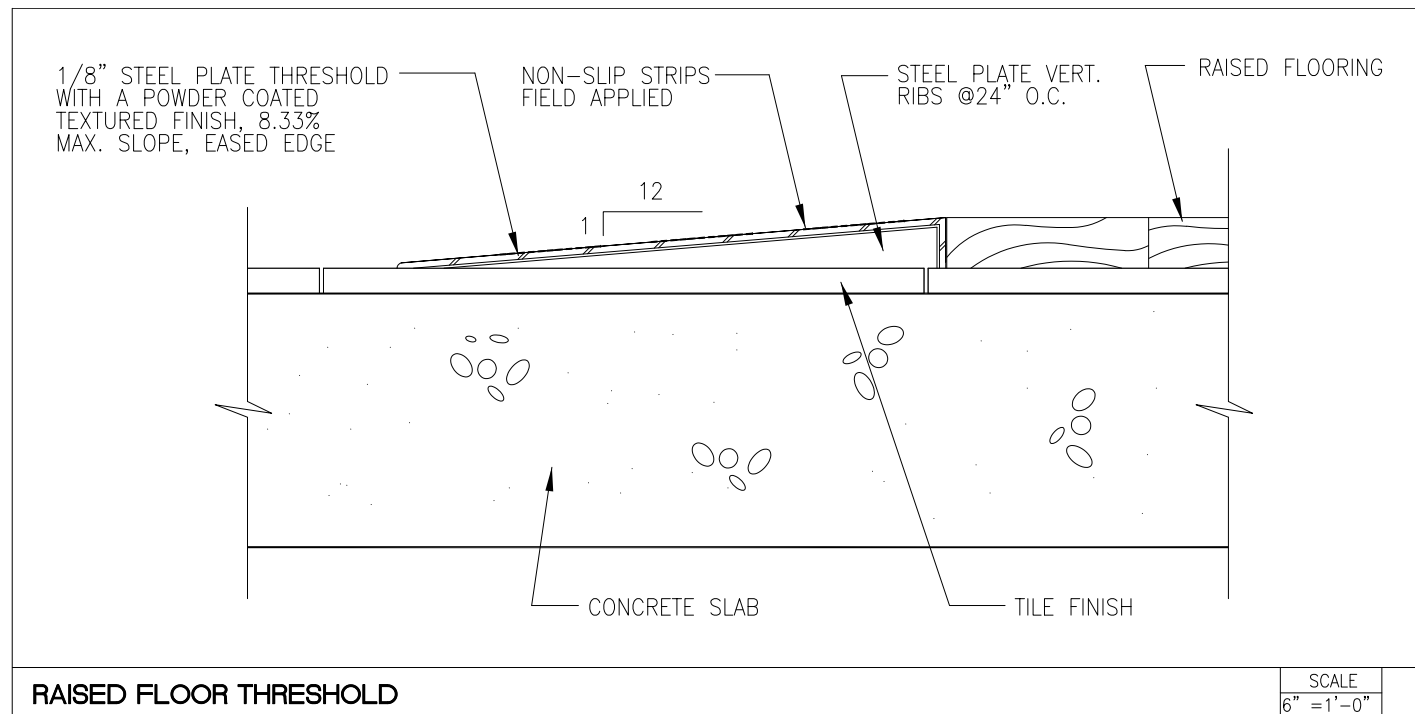 1/8" STEEL PLATE THRESHOLD
WITH A POWDER COATED
TEXTURED FINISH, 8.33%
MAX. SLOPE, EASED EDGE
NON-SLIP STRIPS
FIELD APPLIED
STEEL PLATE VERT.
RIBS @24" O.C.
RAISED FLOORING
12
1
CONCRETE SLAB
TILE FINISH
RAISED FLOOR THRESHOLD
SCALE
6" =1'-0"